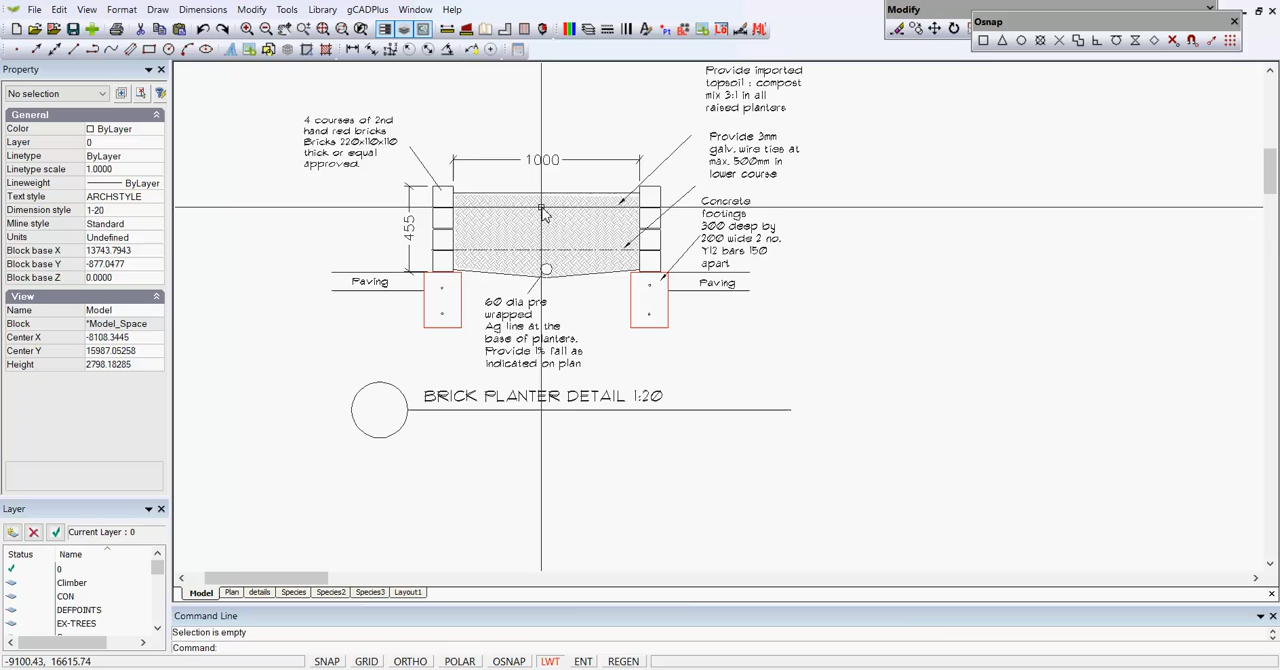 File Edit View Format Draw Dimensions Modify Tools Library gCADPlus Window Help
Modify
Osnap
Property
No selection
General
Color ByLayer
Layer 0
Linetype ByLayer
Linetype scale 1.0000
Lineweight ByLayer
Text style ARCHSTYLE
Dimension style 1-20
Mline style Standard
Units Undefined
Block base X 13743.7943
Block base Y -877.0477
Block base Z 0.0000
View
Name Model
Block *Model_Space
Center X -8108.3445
Center Y 15987.05258
Height 2798.18285
Layer
Current Layer : 0
Status Name
0
Climber
CON
DEFPOINTS
EX-TREES
4 courses of 2nd
hand red bricks
Bricks 220x110x110
thick or equal
approved.
1000
455
Provide imported
topsoil : compost
mix 3:1 in all
raised planters
Provide 3mm
galv. wire ties at
max. 500mm in
lower course
Concrete
footings
300 deep by
200 wide 2 no.
Y12 bars 150
apart
Paving
Paving
60 dia pre
wrapped
Ag line at the
base of planters.
Provide 1% fall as
indicated on plan
BRICK PLANTER DETAIL 1:20
Model Plan details Species Species2 Species3 Layout1
Command Line
Selection is empty
Command:
-9100.43, 16615.74
SNAP GRID ORTHO POLAR OSNAP LWT ENT REGEN